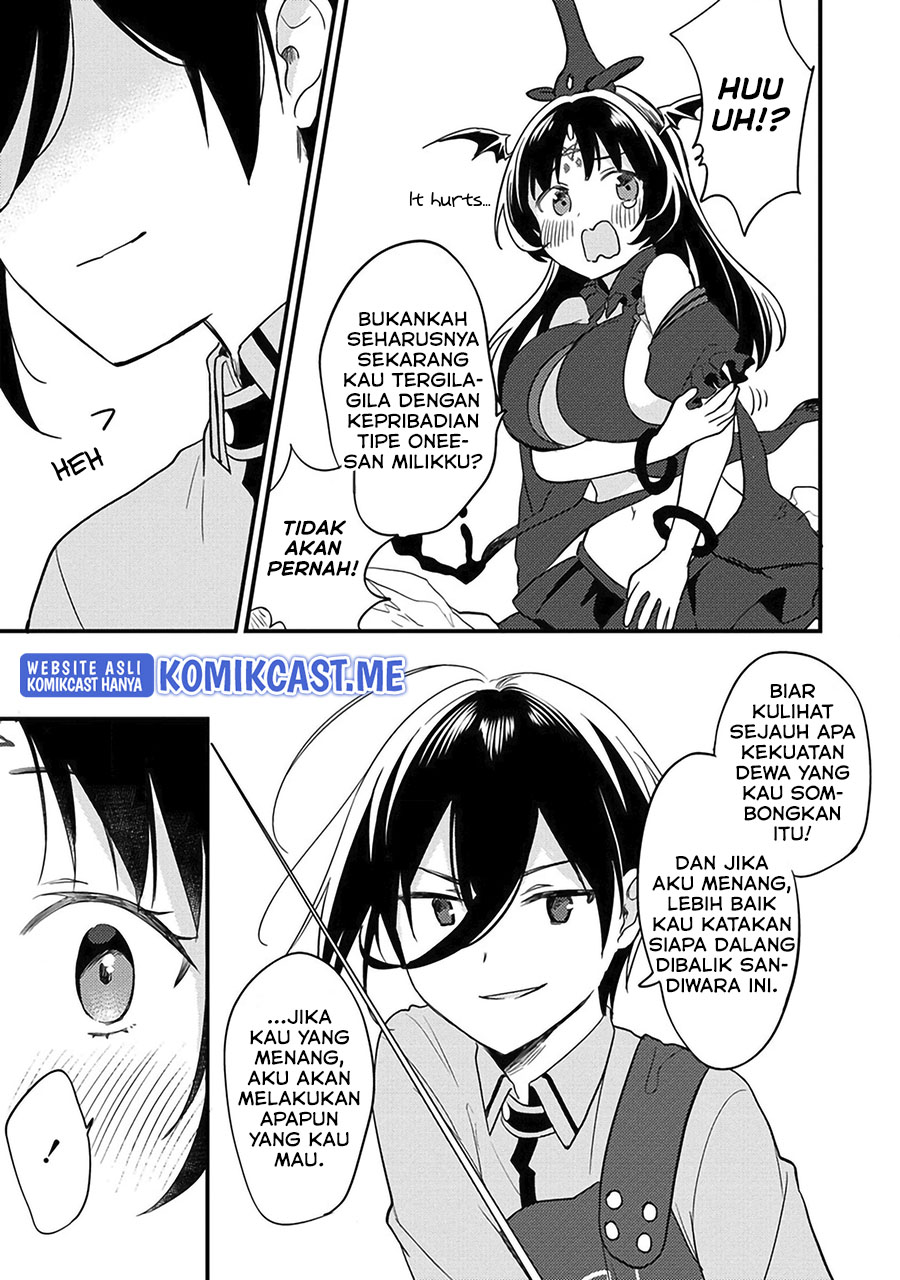 HUU
UH!?
It hurts...
BUKANKAH
SEHARUSNYA
SEKARANG
KAU TERGILA-
GILA DENGAN
KEPRIBADIAN
TIPE ONEE-
SAN MILIKKU?
TIDAK
AKAN
PERNAH!
HEH
WEBSITE ASLI
KOMIKCAST HANYA
KOMIKCAST.ME
BIAR
KULIHAT
SEJAUH APA
KEKUATAN
DEWA YANG
KAU SOM-
BONGKAN
ITU!
DAN JIKA
AKU MENANG,
LEBIH BAIK
KAU KATAKAN
SIAPA DALANG
DIBALIK SAN-
DIWARA INI.
...JIKA
KAU YANG
MENANG,
AKU AKAN
MELAKUKAN
APAPUN
YANG KAU
MAU.
!